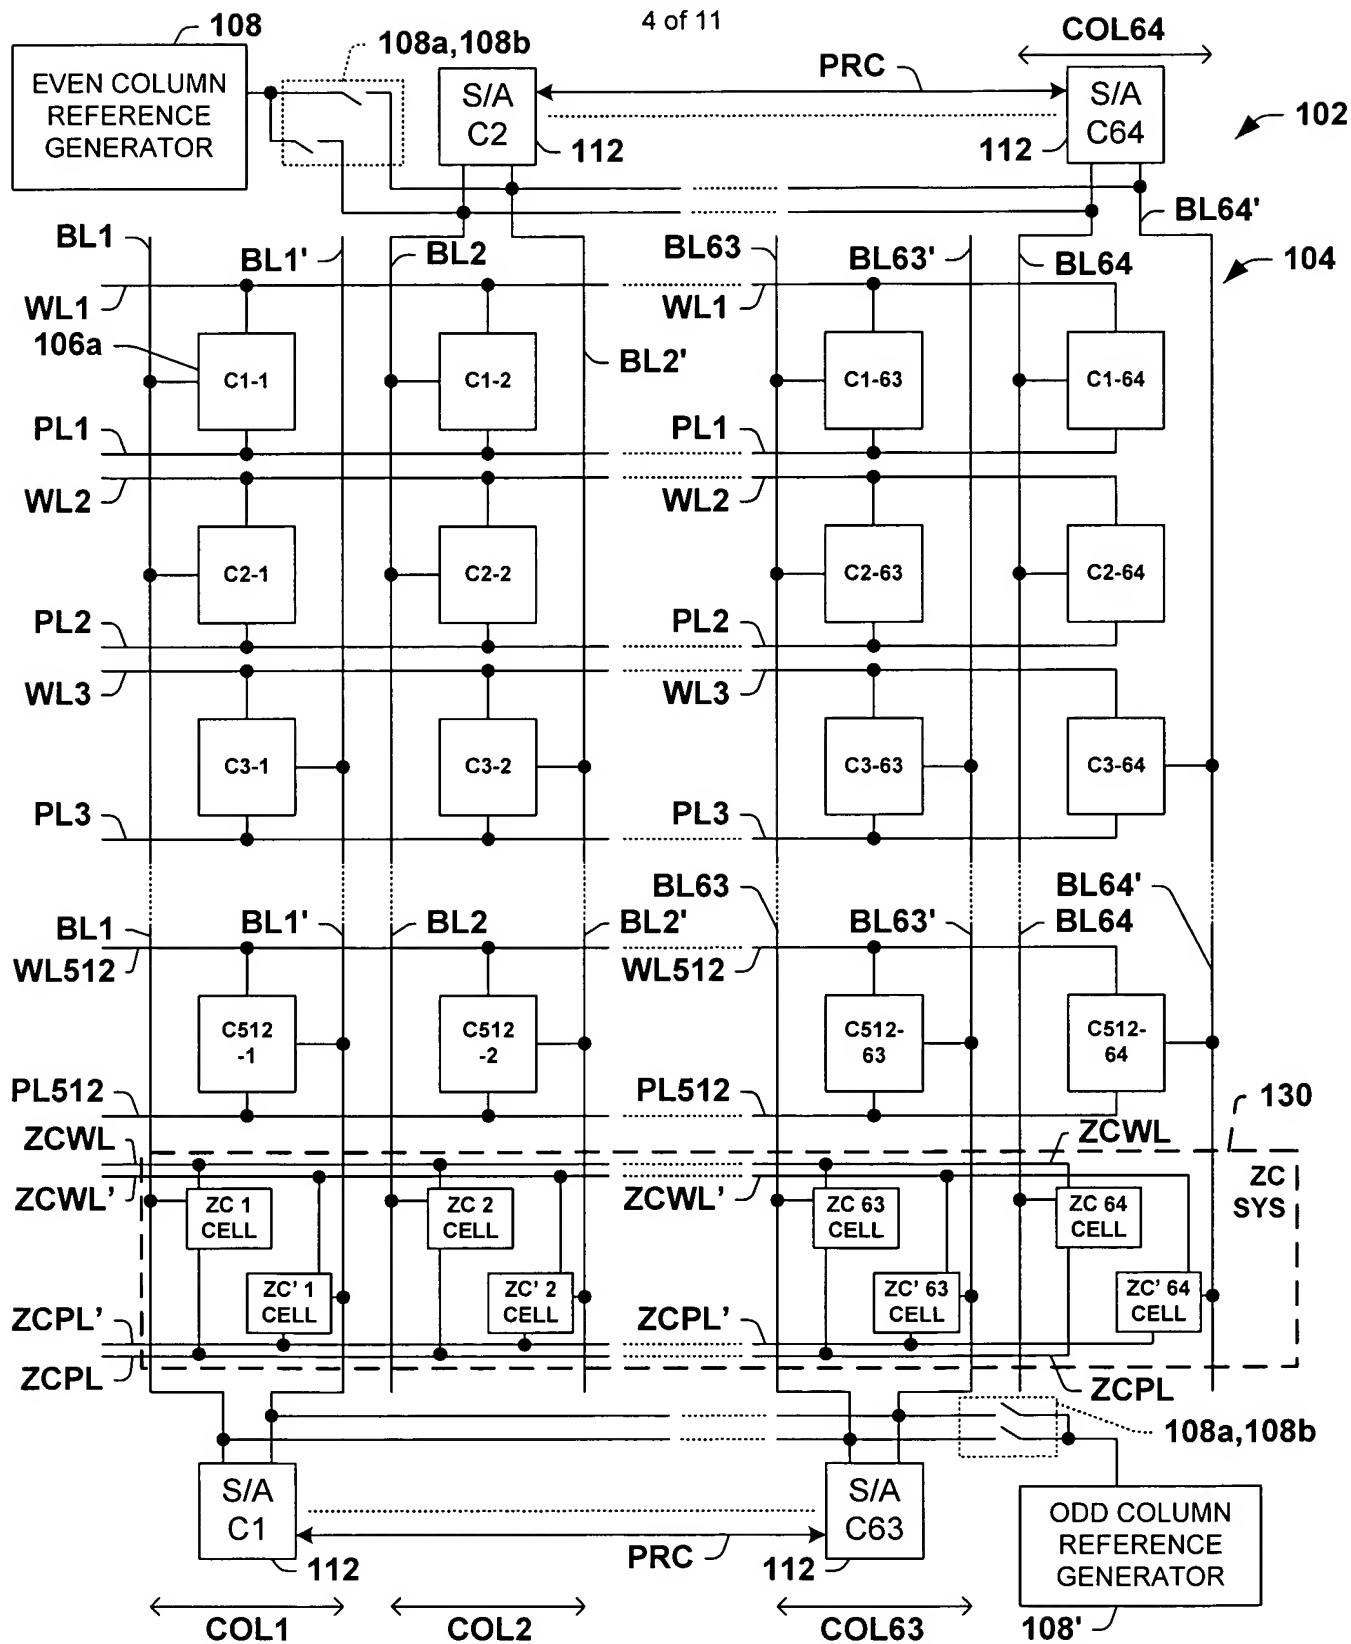 4 of 11
108
108a,108b
PRC
COL64
EVEN COLUMN
REFERENCE
GENERATOR
S/A
C2
S/A
C64
102
112
112
BL64'
BL1
BL1'
BL2
BL63
BL63'
BL64
104
WL1
WL1
106a
C1-1
C1-2
BL2'
C1-63
C1-64
PL1
PL1
WL2
WL2
C2-1
C2-2
C2-63
C2-64
PL2
PL2
WL3
WL3
C3-1
C3-2
C3-63
C3-64
PL3
PL3
BL63
BL64'
BL1
BL1'
BL2
BL2'
BL63'
BL64
WL512
WL512
C512
-1
C512
-2
C512-
63
C512-
64
PL512
PL512
130
ZCWL
ZCWL
ZCWL'
ZCWL'
ZC
SYS
ZC 1
CELL
ZC 2
CELL
ZC 63
CELL
ZC 64
CELL
ZC' 1
CELL
ZC' 2
CELL
ZC' 63
CELL
ZC' 64
CELL
ZCPL'
ZCPL'
ZCPL
ZCPL
108a,108b
S/A
C1
S/A
C63
PRC
112
112
ODD COLUMN
REFERENCE
GENERATOR
COL1
COL2
COL63
108'